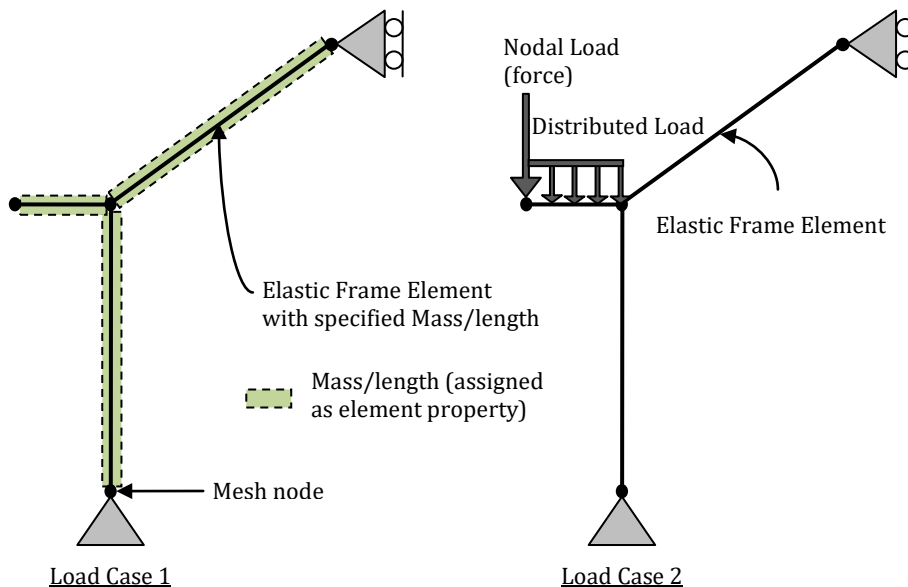 Nodal Load
(force)
Distributed Load
Elastic Frame Element
Elastic Frame Element
with specified Mass/length
Mass/length (assigned
as element property)
Mesh node
Load Case 1
Load Case 2